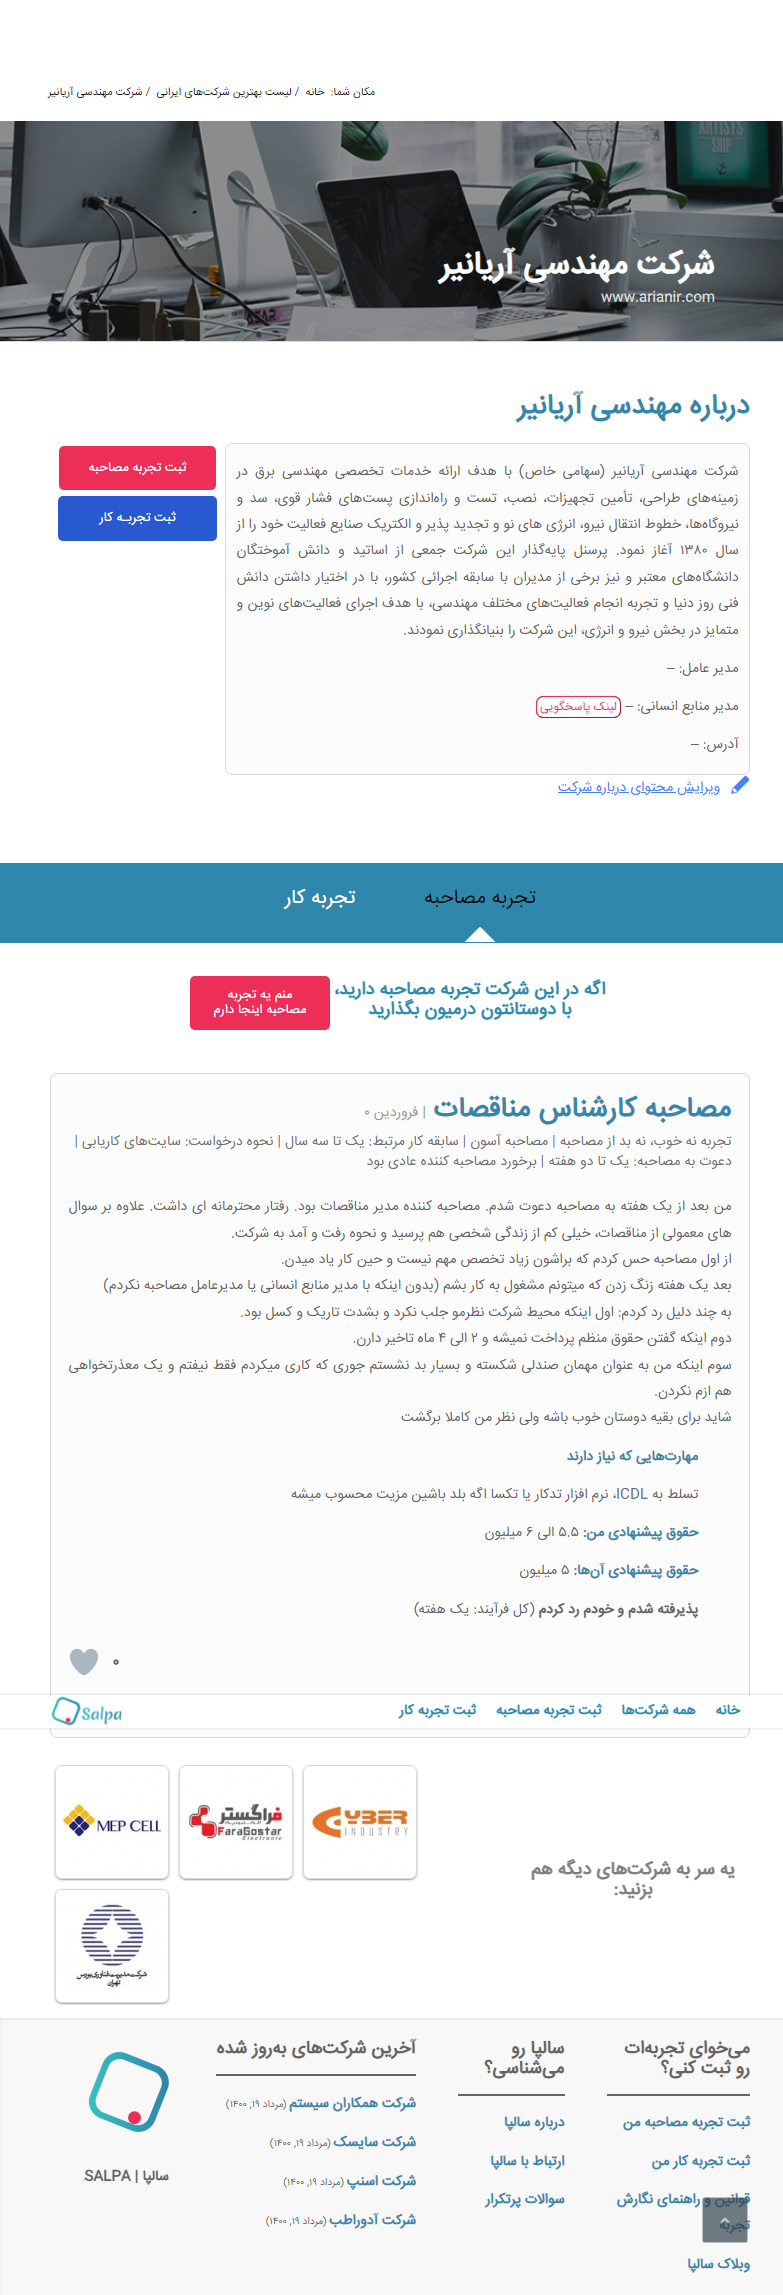 مکان شما: خانه / لیست بهترین شرکت‌های ایرانی / شرکت مهندسی آریانیر
ARTISTS
SHIP
شرکت مهندسی آریانیر
www.arianir.com
درباره مهندسی آریانیر
ثبت تجربه مصاحبه
ثبت تجربـه کار
شرکت مهندسی آریانیر (سهامی خاص) با هدف ارائه خدمات تخصصی مهندسی برق در
زمینه‌های طراحی، تأمین تجهیزات، نصب، تست و راه‌اندازی پست‌های فشار قوی، سد و
نیروگاه‌ها، خطوط انتقال نیرو، انرژی های نو و تجدید پذیر و الکتریک صنایع فعالیت خود را از
سال ۱۳۸۰ آغاز نمود. پرسنل پایه‌گذار این شرکت جمعی از اساتید و دانش آموختگان
دانشگاه‌های معتبر و نیز برخی از مدیران با سابقه اجرائی کشور، با در اختیار داشتن دانش
فنی روز دنیا و تجربه انجام فعالیت‌های مختلف مهندسی، با هدف اجرای فعالیت‌های نوین و
متمایز در بخش نیرو و انرژی، این شرکت را بنیانگذاری نمودند.
مدیر عامل: –
مدیر منابع انسانی: – لینک پاسخگویی
آدرس: –
ویرایش محتوای درباره شرکت
تجربه مصاحبه
تجربه کار
اگه در این شرکت تجربه مصاحبه دارید،
با دوستانتون درمیون بگذارید
منم یه تجربه
مصاحبه اینجا دارم
مصاحبه کارشناس مناقصات | فروردین ۰
تجربه نه خوب، نه بد از مصاحبه | مصاحبه آسون | سابقه کار مرتبط: یک تا سه سال | نحوه درخواست: سایت‌های کاریابی |
دعوت به مصاحبه: یک تا دو هفته | برخورد مصاحبه کننده عادی بود
من بعد از یک هفته به مصاحبه دعوت شدم. مصاحبه کننده مدیر مناقصات بود. رفتار محترمانه ای داشت. علاوه بر سوال
های معمولی از مناقصات، خیلی کم از زندگی شخصی هم پرسید و نحوه رفت و آمد به شرکت.
از اول مصاحبه حس کردم که براشون زیاد تخصص مهم نیست و حین کار یاد میدن.
بعد یک هفته زنگ زدن که میتونم مشغول به کار بشم (بدون اینکه با مدیر منابع انسانی یا مدیرعامل مصاحبه نکردم)
به چند دلیل رد کردم: اول اینکه محیط شرکت نظرمو جلب نکرد و بشدت تاریک و کسل بود.
دوم اینکه گفتن حقوق منظم پرداخت نمیشه و ۲ الی ۴ ماه تاخیر دارن.
سوم اینکه من به عنوان مهمان صندلی شکسته و بسیار بد نشستم جوری که کاری میکردم فقط نیفتم و یک معذرتخواهی
هم ازم نکردن.
شاید برای بقیه دوستان خوب باشه ولی نظر من کاملا برگشت
مهارت‌هایی که نیاز دارند
تسلط به ICDL، نرم افزار تدکار یا تکسا اگه بلد باشین مزیت محسوب میشه
حقوق پیشنهادی من: ۵.۵ الی ۶ میلیون
حقوق پیشنهادی آن‌ها: ۵ میلیون
پذیرفته شدم و خودم رد کردم (کل فرآیند: یک هفته)
۰
خانه
همه شرکت‌ها
ثبت تجربه مصاحبه
ثبت تجربه کار
Salpa
یه سر به شرکت‌های دیگه هم
بزنید:
CYBER
INDUSTRY
فراگستر
الکترونیک
FaraGostar
Electronic
MEP CELL
شرکت مدیریت فناوری بورس
تهران
می‌خوای تجربه‌ات
رو ثبت کنی؟
ثبت تجربه مصاحبه من
ثبت تجربه کار من
قوانین و راهنمای نگارش
تجربه
وبلاگ سالپا
سالپا رو
می‌شناسی؟
درباره سالپا
ارتباط با سالپا
سوالات پرتکرار
آخرین شرکت‌های به‌روز شده
شرکت همکاران سیستم (مرداد ۱۹, ۱۴۰۰)
شرکت سایسک (مرداد ۱۹, ۱۴۰۰)
شرکت اسنپ (مرداد ۱۹, ۱۴۰۰)
شرکت آدوراطب (مرداد ۱۹, ۱۴۰۰)
سالپا | SALPA